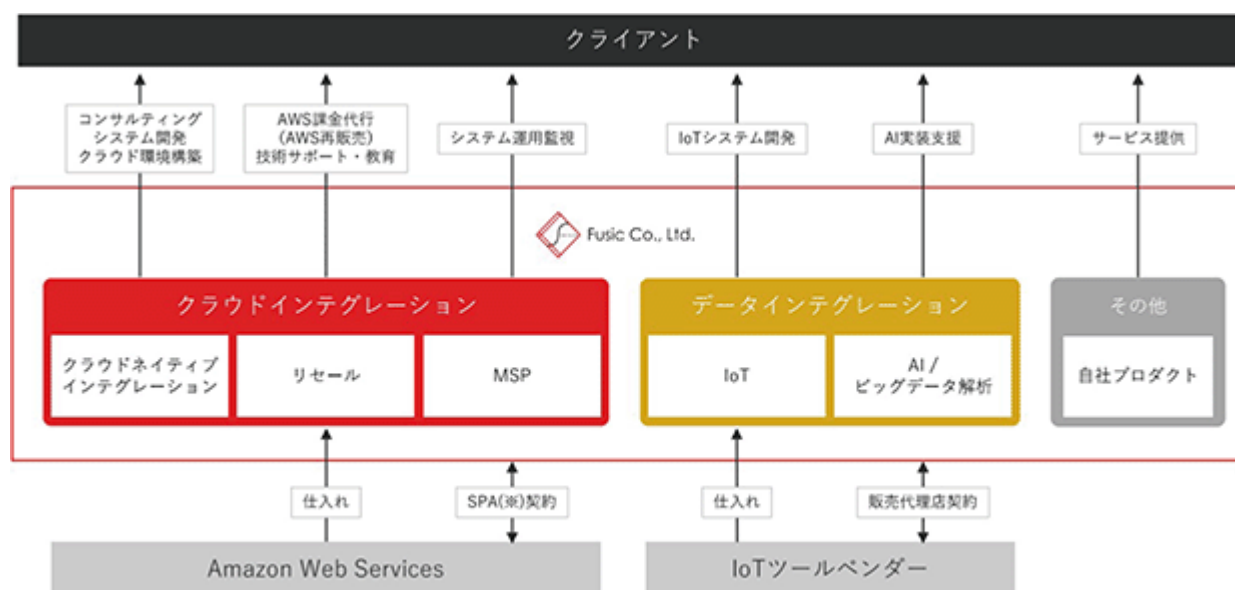 クライアント
コンサルティング
システム開発
クラウド環境構築
AWS課金代行
(AWS再販売)
技術サポート・教育
システム運用監視
IoTシステム開発
AI実装支援
サービス提供
Fusic Co., Ltd.
クラウドインテグレーション
データインテグレーション
その他
クラウドネイティブ
インテグレーション
リセール
MSP
IoT
AI /
ビッグデータ解析
自社プロダクト
仕入れ
SPA(※)契約
仕入れ
販売代理店契約
Amazon Web Services
IoTツールベンダー